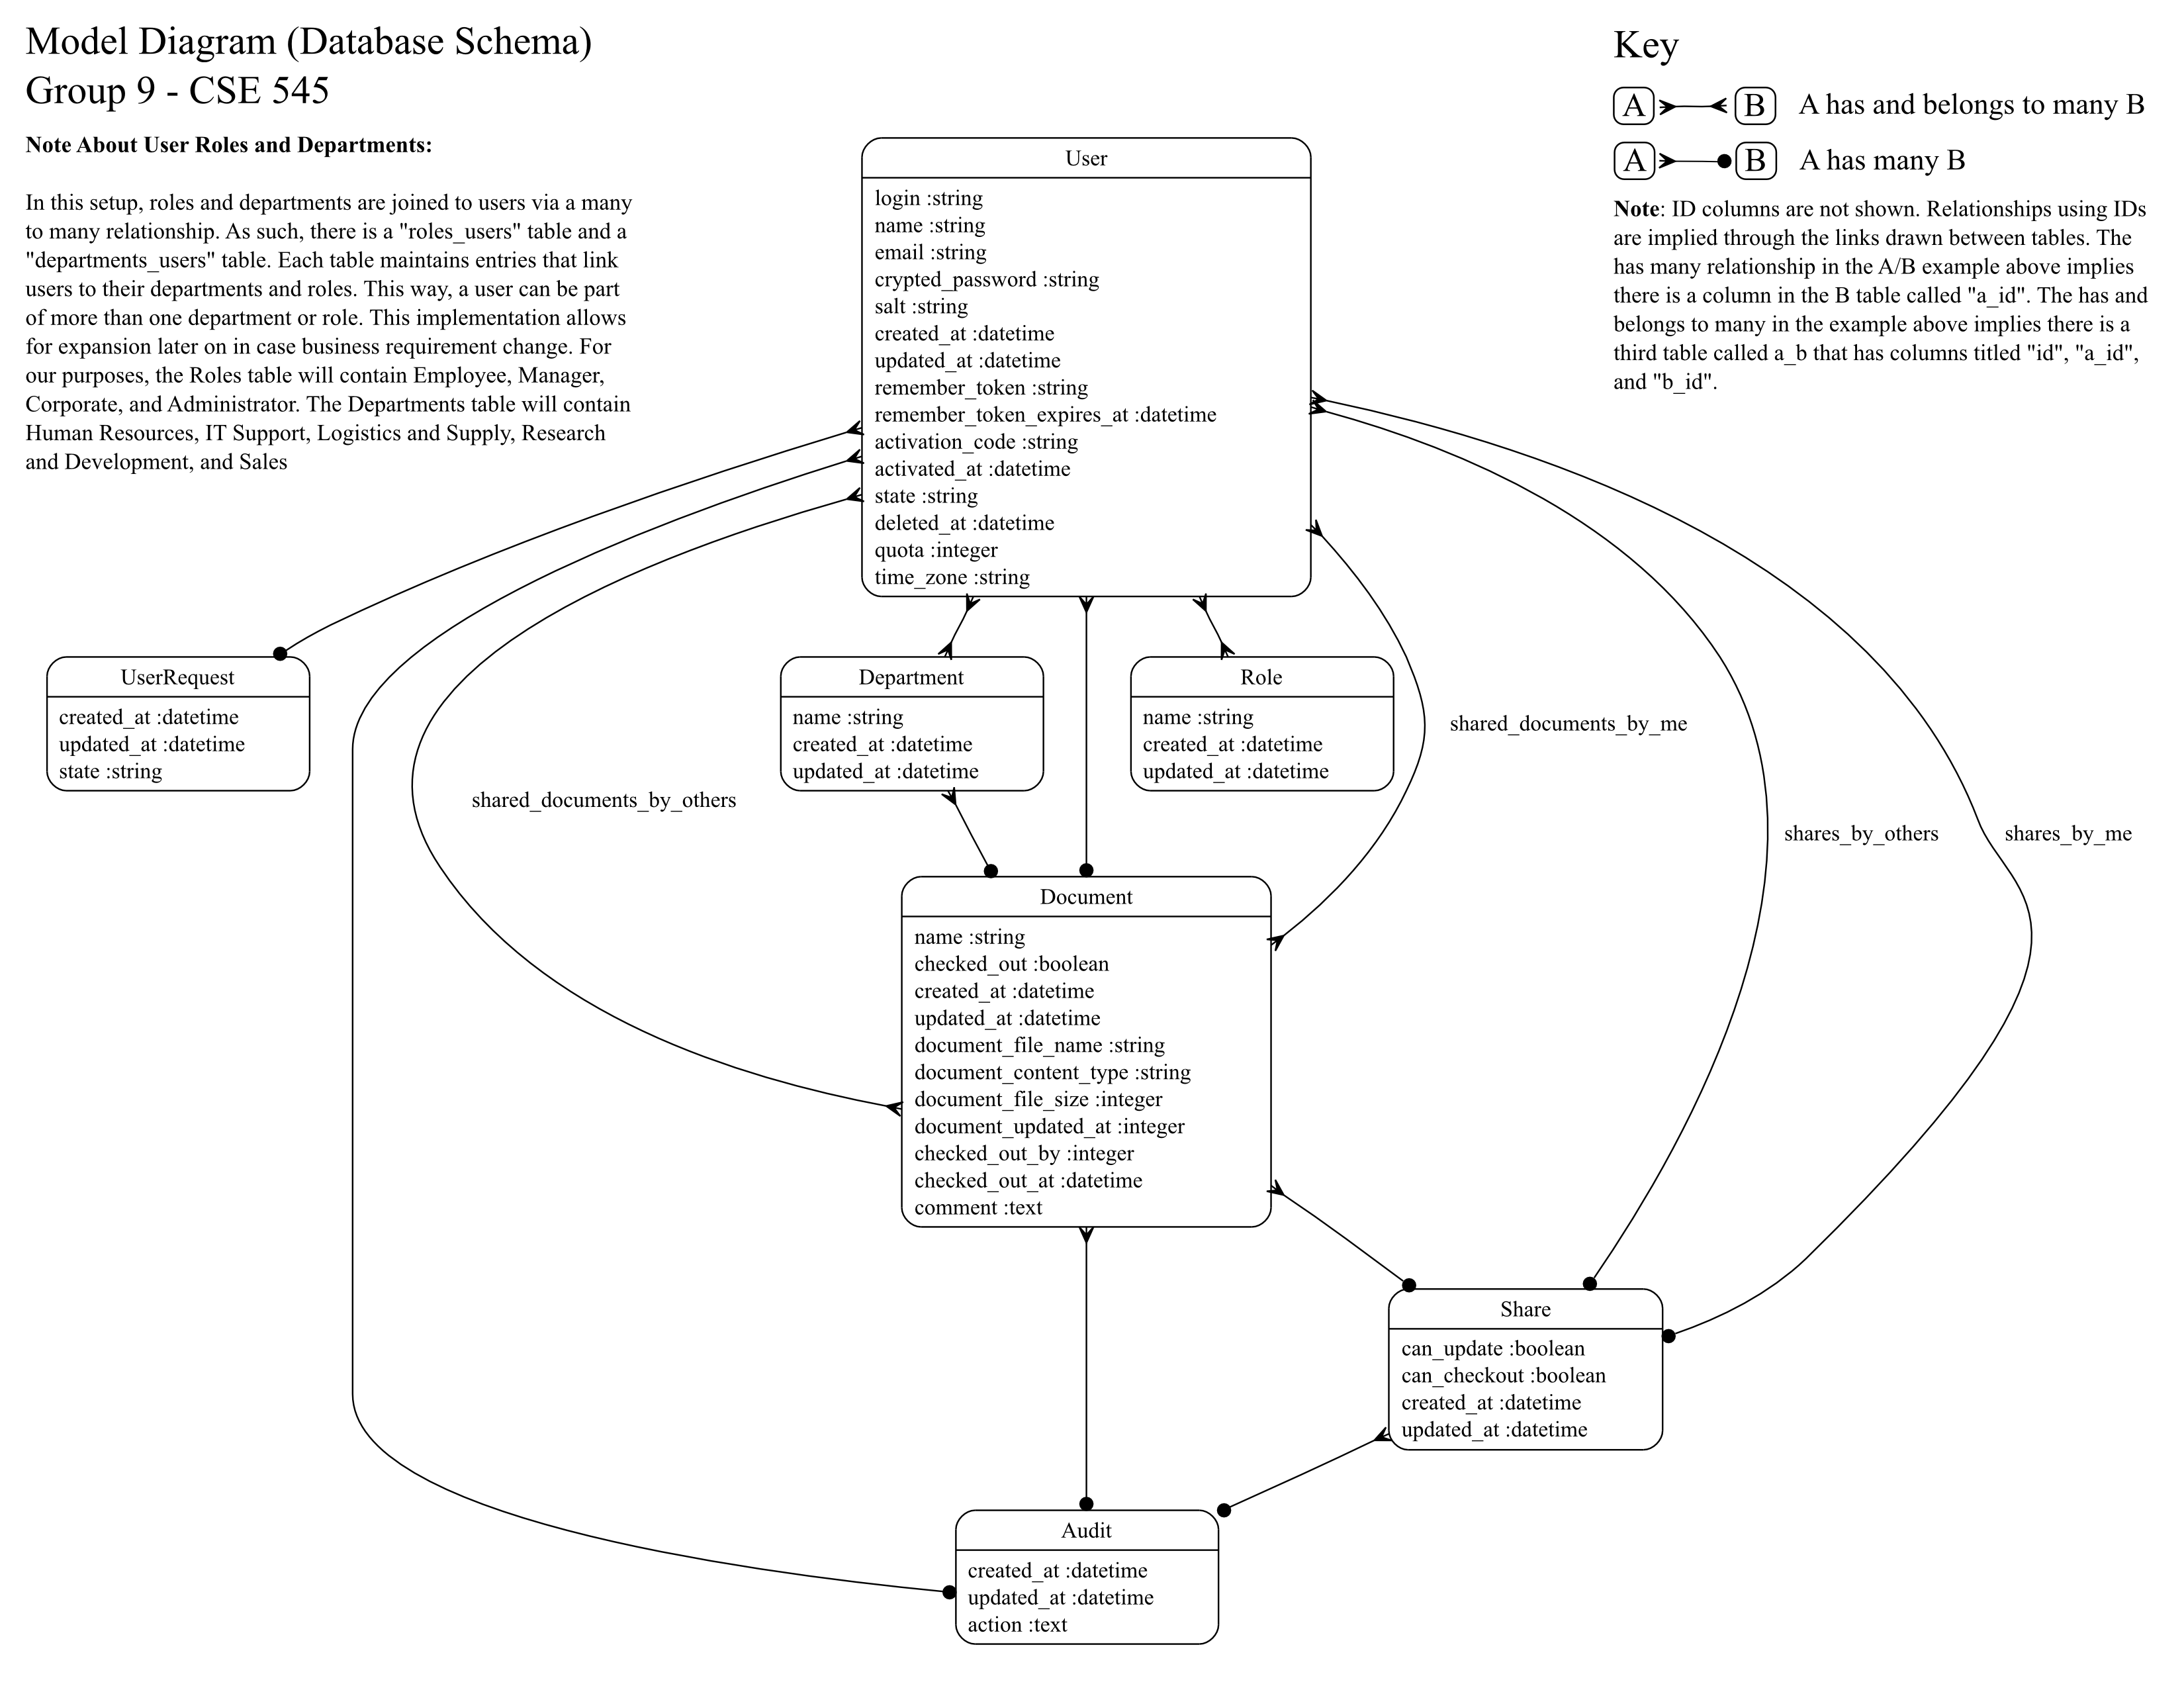 Model Diagram (Database Schema)
Group 9 - CSE 545
Note About User Roles and Departments:
In this setup, roles and departments are joined to users via a many
to many relationship. As such, there is a "roles_users" table and a
"departments_users" table. Each table maintains entries that link
users to their departments and roles. This way, a user can be part
of more than one department or role. This implementation allows
for expansion later on in case business requirement change. For
our purposes, the Roles table will contain Employee, Manager,
Corporate, and Administrator. The Departments table will contain
Human Resources, IT Support, Logistics and Supply, Research
and Development, and Sales
Key
A B A has and belongs to many B
A B A has many B
Note: ID columns are not shown. Relationships using IDs
are implied through the links drawn between tables. The
has many relationship in the A/B example above implies
there is a column in the B table called "a_id". The has and
belongs to many in the example above implies there is a
third table called a_b that has columns titled "id", "a_id",
and "b_id".
User
login :string
name :string
email :string
crypted_password :string
salt :string
created_at :datetime
updated_at :datetime
remember_token :string
remember_token_expires_at :datetime
activation_code :string
activated_at :datetime
state :string
deleted_at :datetime
quota :integer
time_zone :string
UserRequest
created_at :datetime
updated_at :datetime
state :string
Department
name :string
created_at :datetime
updated_at :datetime
Role
name :string
created_at :datetime
updated_at :datetime
shared_documents_by_me
shared_documents_by_others
shares_by_others
shares_by_me
Document
name :string
checked_out :boolean
created_at :datetime
updated_at :datetime
document_file_name :string
document_content_type :string
document_file_size :integer
document_updated_at :integer
checked_out_by :integer
checked_out_at :datetime
comment :text
Share
can_update :boolean
can_checkout :boolean
created_at :datetime
updated_at :datetime
Audit
created_at :datetime
updated_at :datetime
action :text